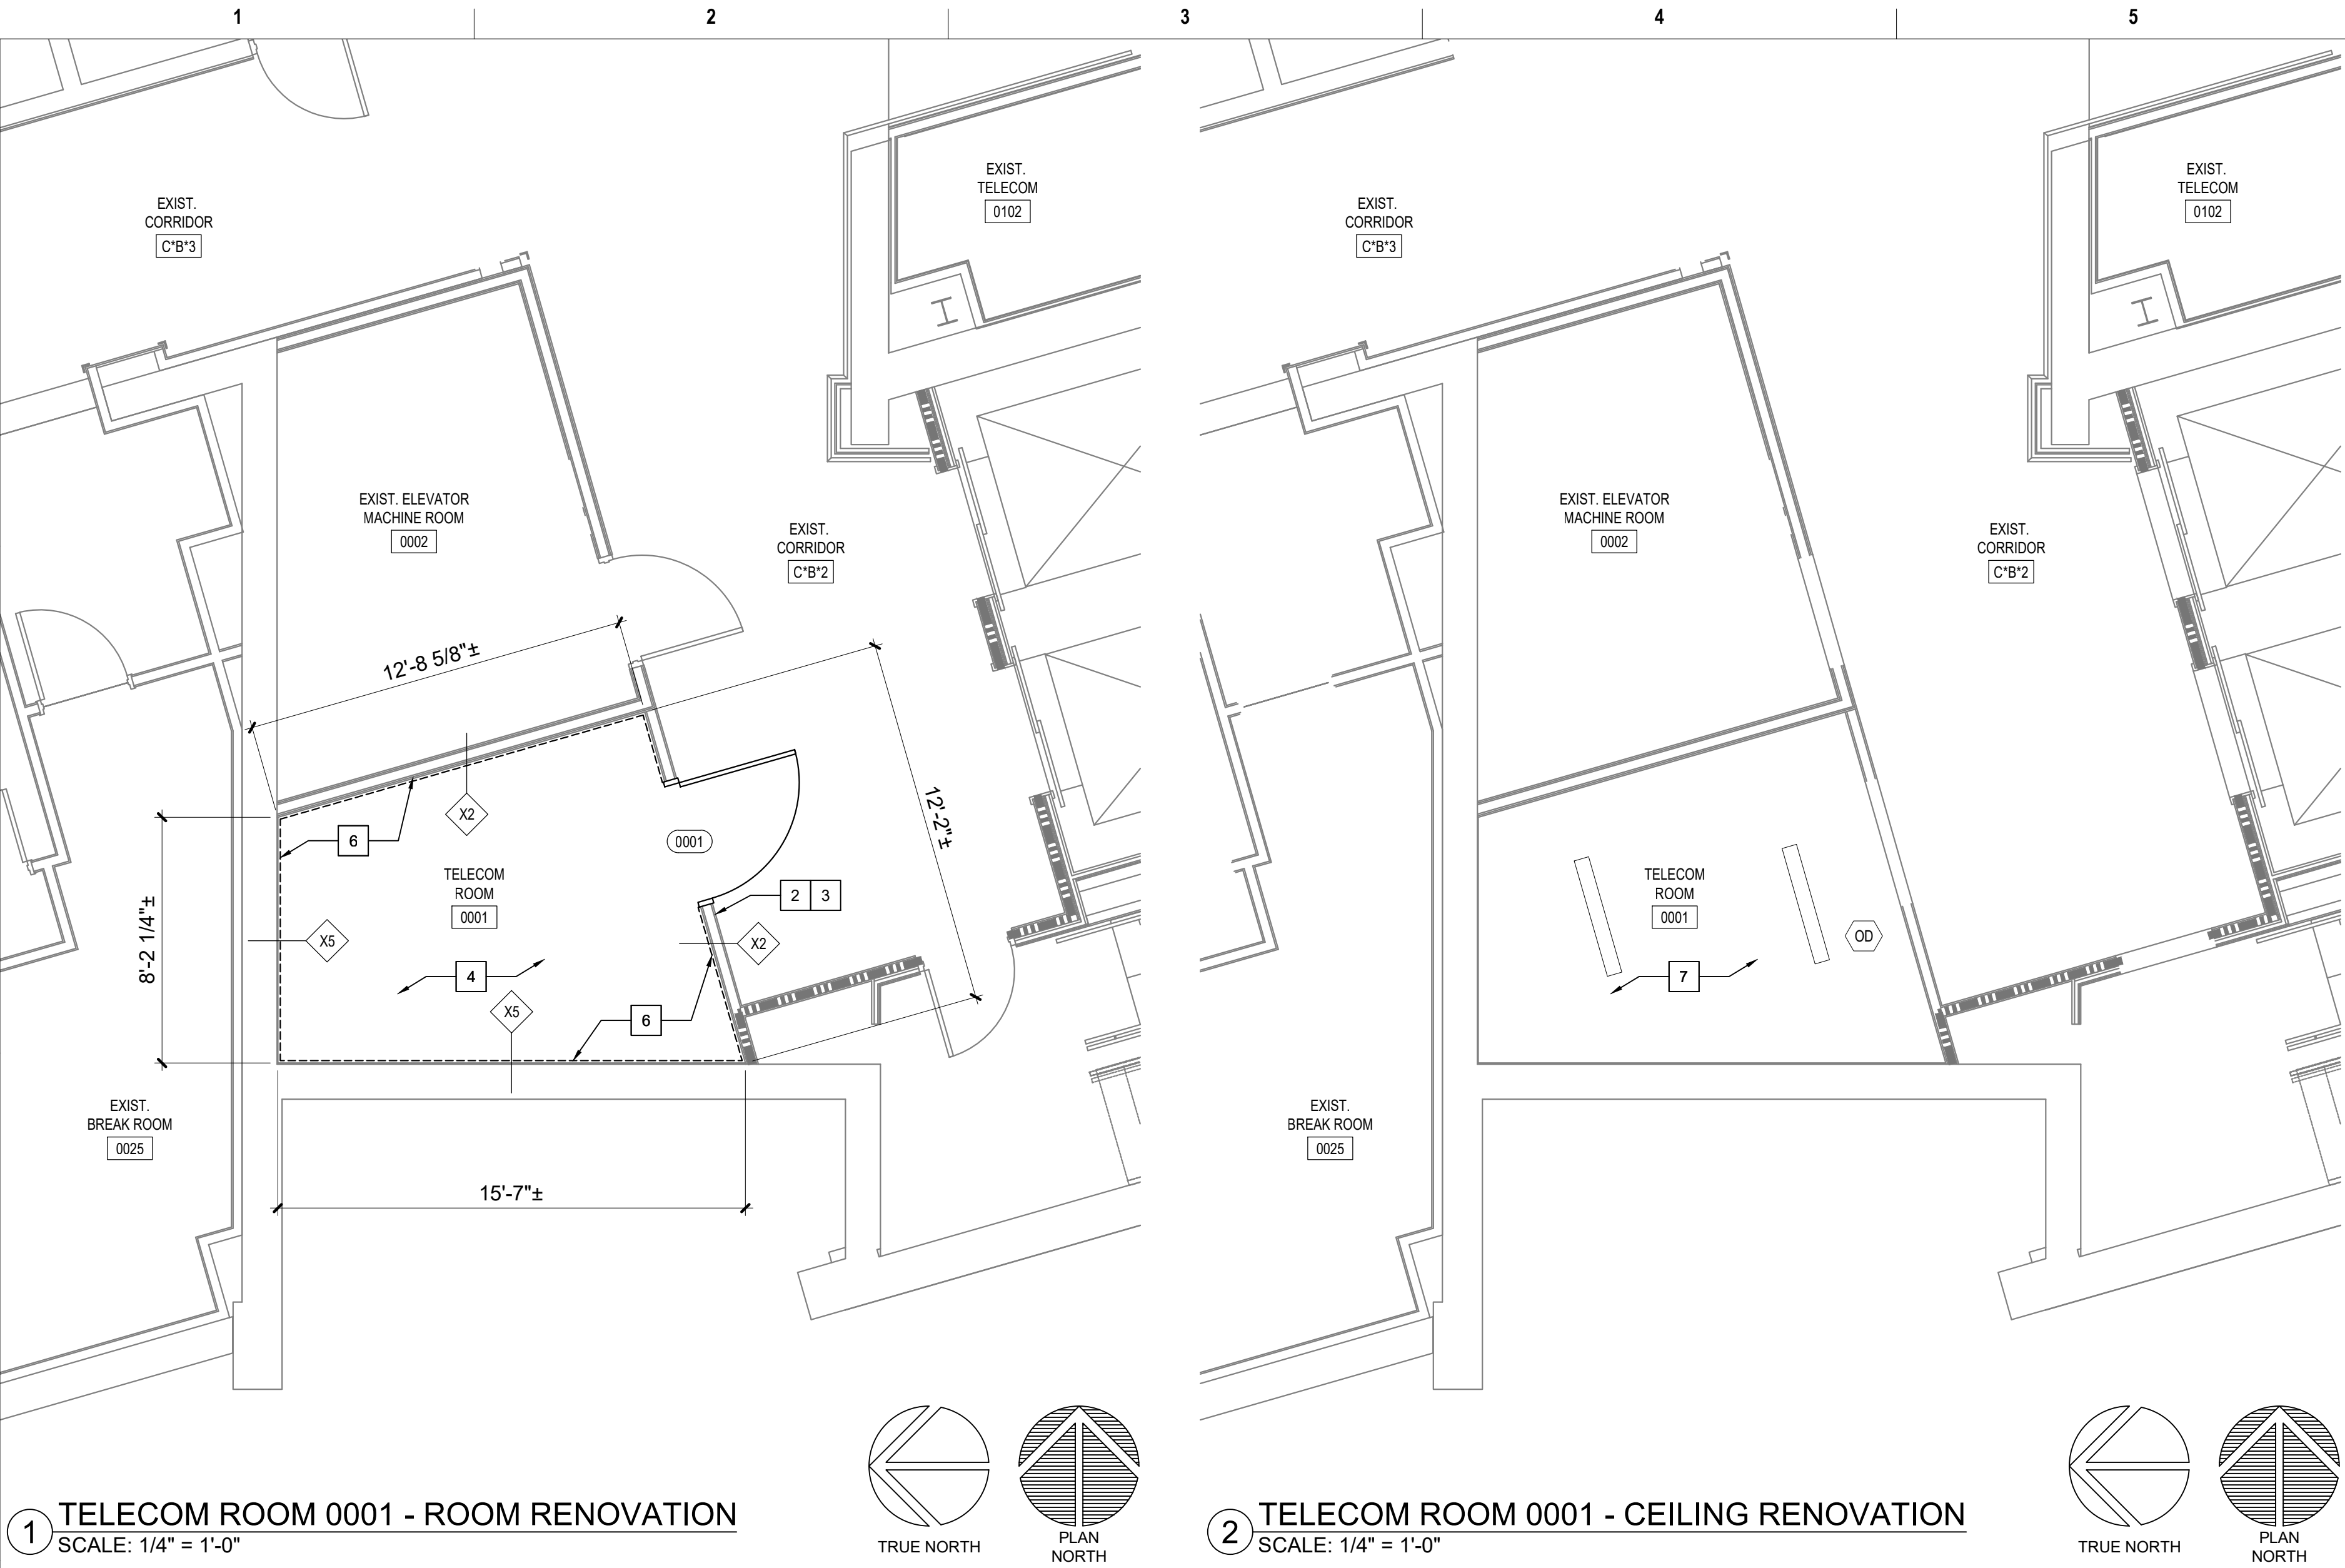 1 2 3 4 5
EXIST.
CORRIDOR
C*B*3
EXIST.
TELECOM
0102
EXIST. ELEVATOR
MACHINE ROOM
0002
EXIST.
CORRIDOR
C*B*2
12'-8 5/8"±
12'-2"±
X2
6
0001
TELECOM
ROOM
0001
2 3
8'-2 1/4"±
X5
X2
4
X5
6
EXIST.
BREAK ROOM
0025
15'-7"±
1
TELECOM ROOM 0001 - ROOM RENOVATION
SCALE: 1/4" = 1'-0"
TRUE NORTH
PLAN
NORTH
EXIST.
CORRIDOR
C*B*3
EXIST.
TELECOM
0102
EXIST. ELEVATOR
MACHINE ROOM
0002
EXIST.
CORRIDOR
C*B*2
TELECOM
ROOM
0001
OD
7
EXIST.
BREAK ROOM
0025
2
TELECOM ROOM 0001 - CEILING RENOVATION
SCALE: 1/4" = 1'-0"
TRUE NORTH
PLAN
NORTH